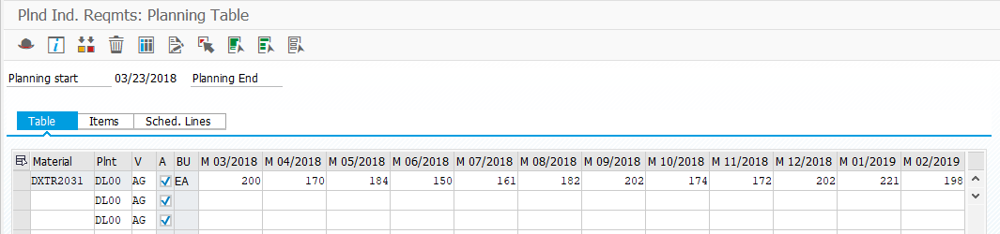 Plnd Ind. Reqmts: Planning Table
Planning start 03/23/2018 Planning End
Table Items Sched. Lines
Material Plnt V A BU M 03/2018 M 04/2018 M 05/2018 M 06/2018 M 07/2018 M 08/2018 M 09/2018 M 10/2018 M 11/2018 M 12/2018 M 01/2019 M 02/2019
DXTR2031 DL00 AG EA 200 170 184 150 161 182 202 174 172 202 221 198
DL00 AG
DL00 AG